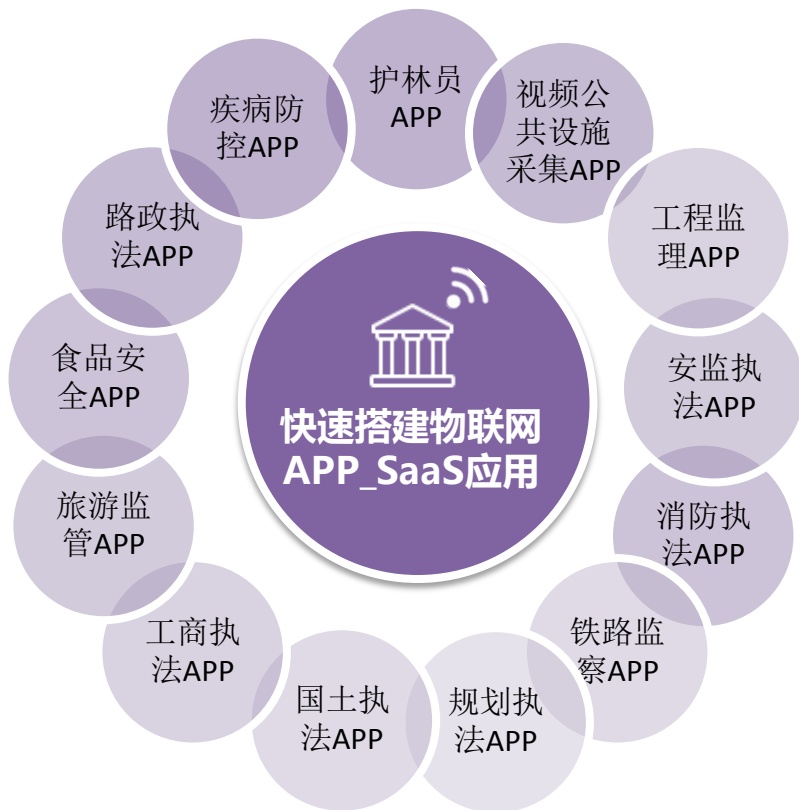 护林员
APP
视频公
共设施
采集APP
工程监
理APP
安监执
法APP
消防执
法APP
铁路监
察APP
规划执
法APP
国土执
法APP
工商执
法APP
旅游监
管APP
食品安
全APP
路政执
法APP
疾病防
控APP
快速搭建物联网
APP_SaaS应用